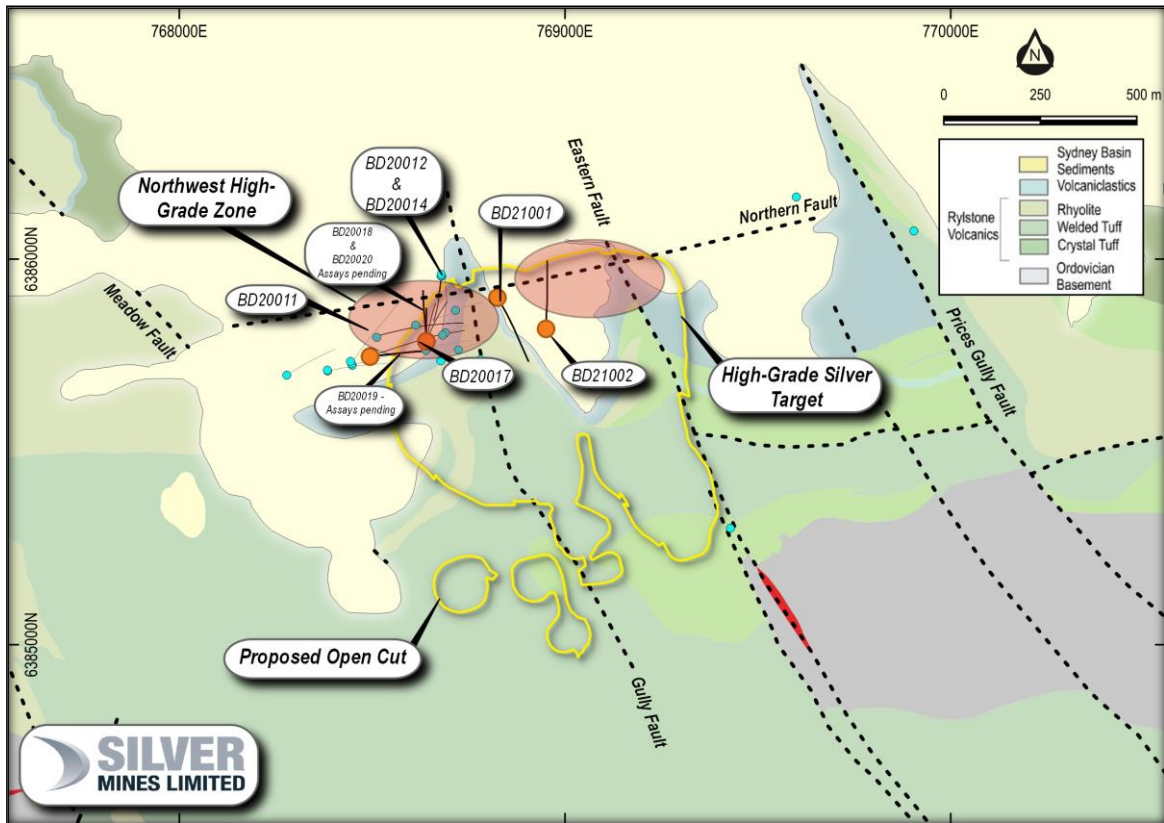 768000E
769000E
770000E
N
0
250
500 m
Sydney Basin
Sediments
Volcaniclastics
Rylstone
Volcanics
Rhyolite
Welded Tuff
Crystal Tuff
Ordovician
Basement
BD20012
&
BD20014
Eastern Fault
Northwest High-
Grade Zone
BD21001
Northern Fault
BD20018
&
BD20020
Assays pending
6386000N
BD20011
Meadow Fault
Prices Gully Fault
BD20017
BD21002
BD20019 -
Assays pending
High-Grade Silver
Target
6385000N
Proposed Open Cut
Gully Fault
SILVER
MINES LIMITED